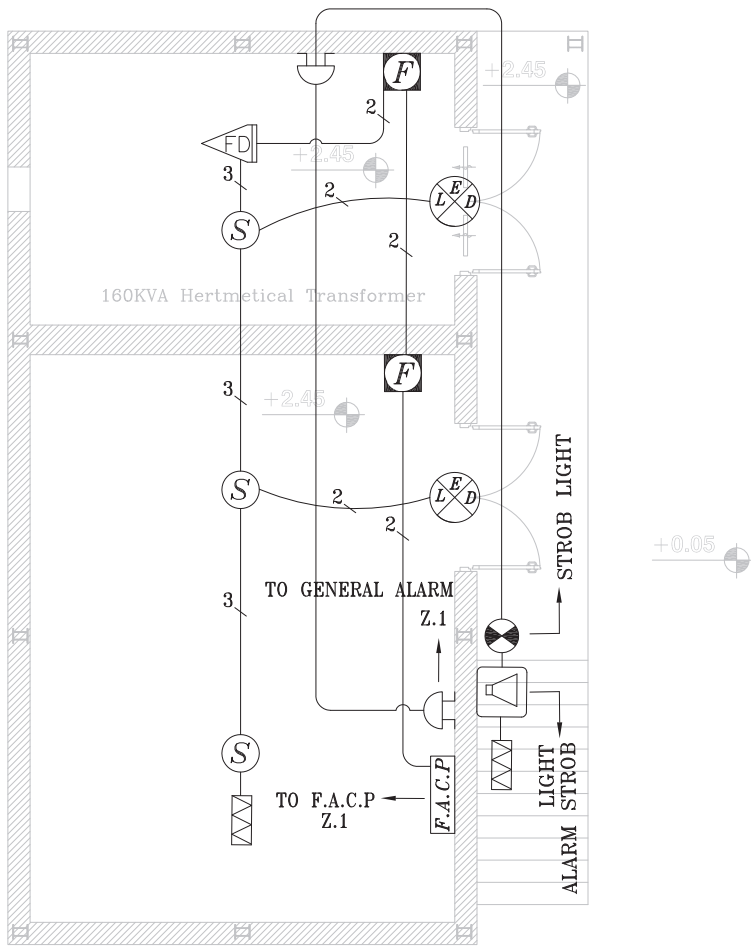 F
+2.45
2
FD
+2.45
3
2
L E D
S
2
160KVA Hertmetical Transformer
F
3
+2.45
STROB LIGHT
S
2
L E D
2
+0.05
3
TO GENERAL ALARM
Z.1
S
F.A.C.P
TO F.A.C.P
Z.1
LIGHT
STROB
ALARM